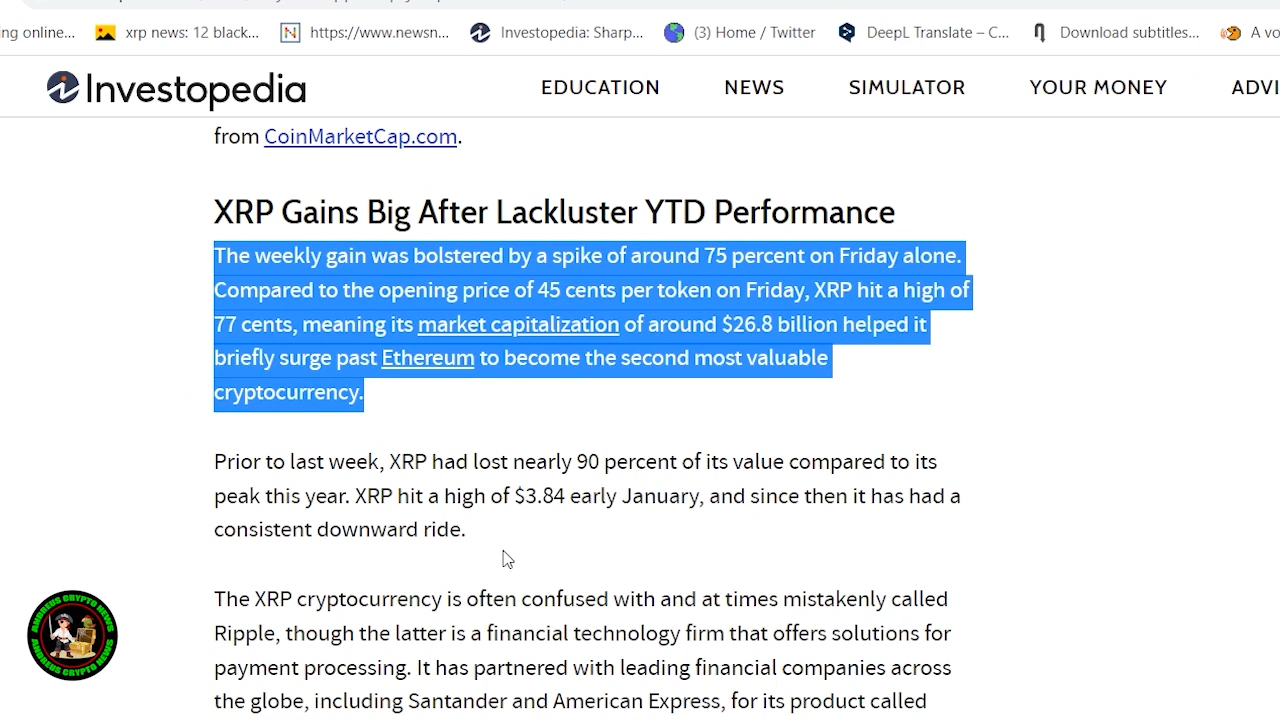 ng online...
xrp news: 12 black...
https://www.newsn...
Investopedia: Sharp...
(3) Home / Twitter
DeepL Translate – C...
Download subtitles...
A vo
Investopedia
EDUCATION
NEWS
SIMULATOR
YOUR MONEY
ADVI
from CoinMarketCap.com.
XRP Gains Big After Lackluster YTD Performance
The weekly gain was bolstered by a spike of around 75 percent on Friday alone.
Compared to the opening price of 45 cents per token on Friday, XRP hit a high of
77 cents, meaning its market capitalization of around $26.8 billion helped it
briefly surge past Ethereum to become the second most valuable
cryptocurrency.
Prior to last week, XRP had lost nearly 90 percent of its value compared to its
peak this year. XRP hit a high of $3.84 early January, and since then it has had a
consistent downward ride.
The XRP cryptocurrency is often confused with and at times mistakenly called
Ripple, though the latter is a financial technology firm that offers solutions for
payment processing. It has partnered with leading financial companies across
the globe, including Santander and American Express, for its product called
ANDREUS CRYPTO NEWS
ANDREUS CRYPTO NEWS